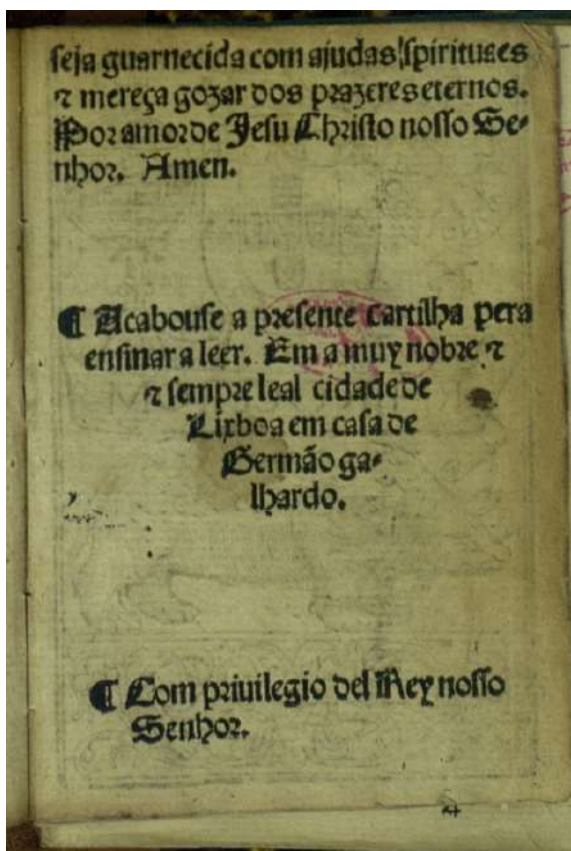 seja guarnecida com ajudas spirituaes
⁊ mereça gozar dos prazeres eternos.
Por amor de Jesu Christo nosso Se-
nhor. Amen.
¶ Acabouse a presente cartilha pera
ensinar a leer. Em a muy nobre ⁊
⁊ sempre leal cidade de
Lixboa em casa de
Germão ga-
lhardo.
¶ Com priuilegio del Rey nosso
Senhor.